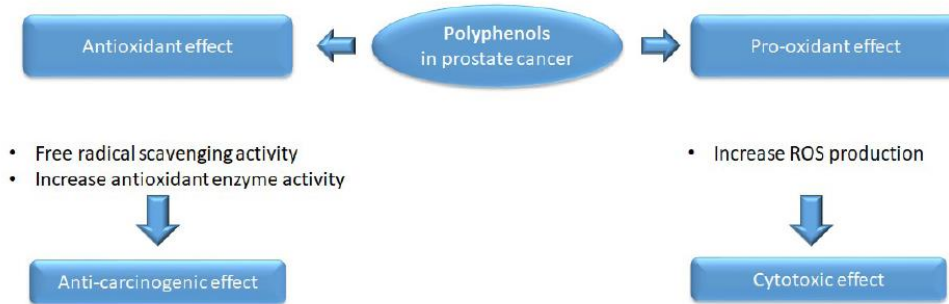 Antioxidant effect
Polyphenols
in prostate cancer
Pro-oxidant effect
• Free radical scavenging activity
• Increase antioxidant enzyme activity
• Increase ROS production
Anti-carcinogenic effect
Cytotoxic effect